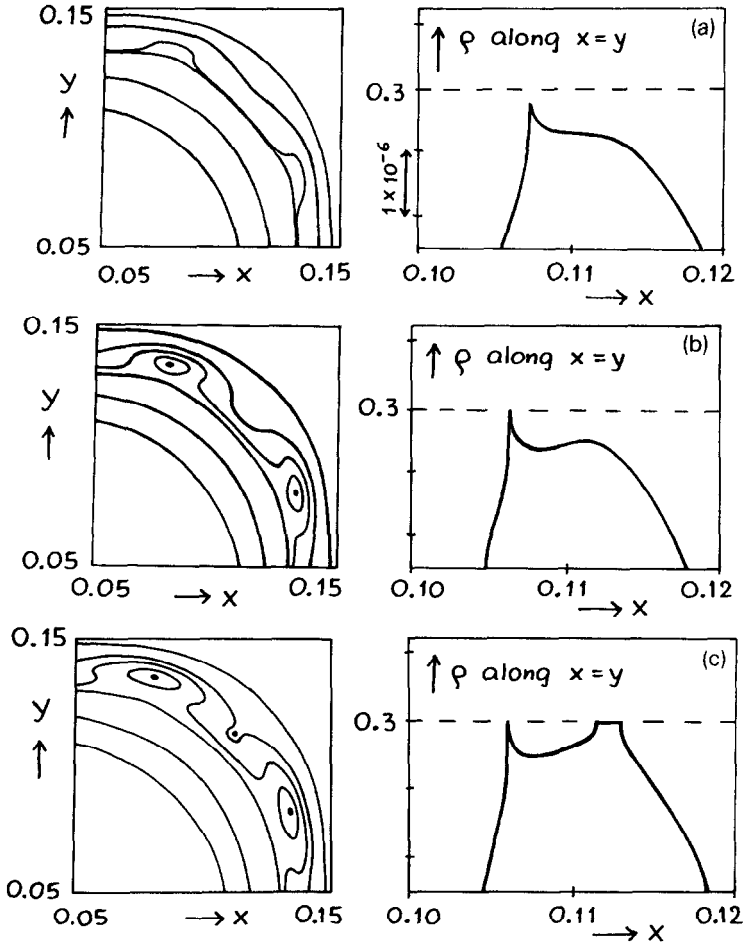 0.15
y
↑
0.05
0.05 → x 0.15
(a)
↑ ρ along x = y
0.3
1 x 10⁻⁶
0.10 0.11 0.12
→ x
0.15
y
↑
0.05
0.05 → x 0.15
(b)
↑ ρ along x = y
0.3
0.10 0.11 0.12
→ x
0.15
y
↑
0.05
0.05 → x 0.15
(c)
↑ ρ along x = y
0.3
0.10 0.11 0.12
→ x